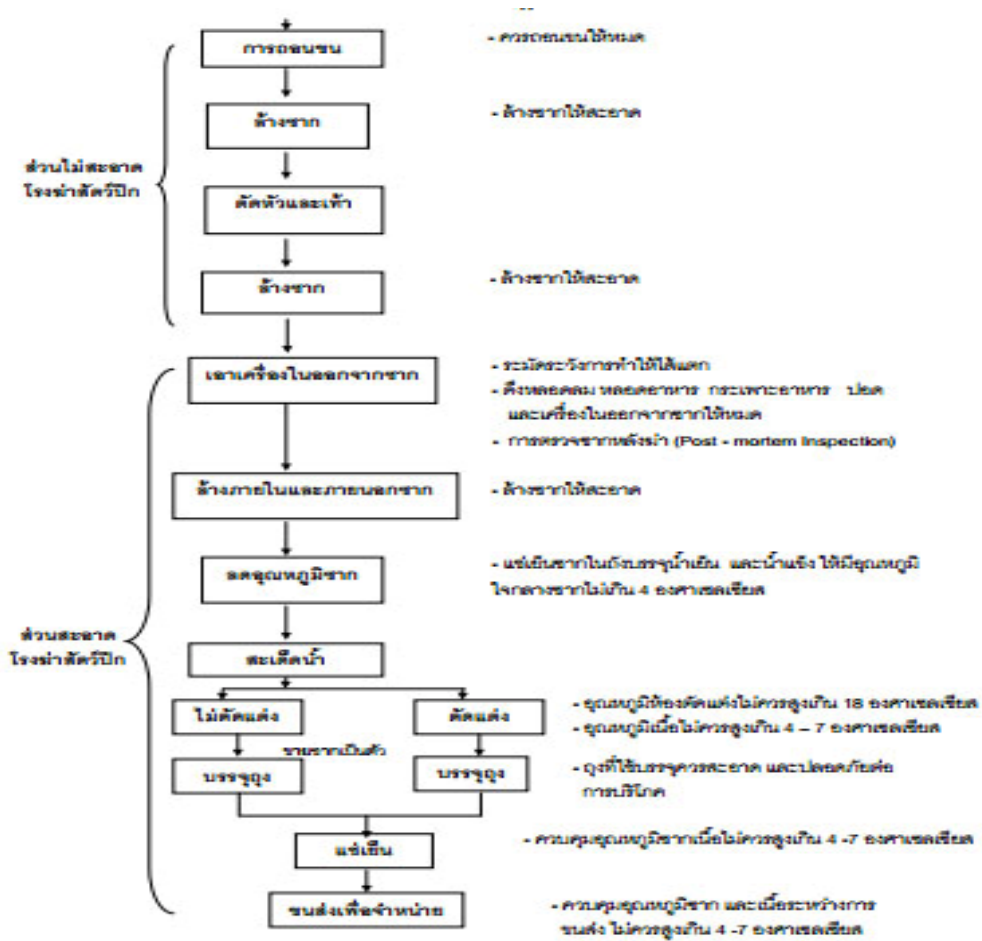 การถอนขน
- ควรถอนขนให้หมด
ล้างซาก
- ล้างซากให้สะอาด
ส่วนไม่สะอาด
โรงฆ่าสัตว์ปีก
ตัดหัวและเท้า
ล้างซาก
- ล้างซากให้สะอาด
เอาเครื่องในออกจากซาก
- ระมัดระวังการทำให้ไส้แตก
- ดึงหลอดลม หลอดอาหาร กระเพาะอาหาร ปอด
และเครื่องในออกจากซากให้หมด
- การตรวจซากหลังฆ่า (Post - mortem Inspection)
ล้างภายในและภายนอกซาก
- ล้างซากให้สะอาด
ลดอุณหภูมิซาก
- แช่เย็นซากในถังบรรจุน้ำเย็น และน้ำแข็ง ให้มีอุณหภูมิ
ใจกลางซากไม่เกิน 4 องศาเซลเซียส
ส่วนสะอาด
โรงฆ่าสัตว์ปีก
สะเด็ดน้ำ
ไม่ตัดแต่ง
ตัดแต่ง
- อุณหภูมิห้องตัดแต่งไม่ควรสูงเกิน 18 องศาเซลเซียส
- อุณหภูมิเนื้อไม่ควรสูงเกิน 4 – 7 องศาเซลเซียส
ขายซากเป็นตัว
บรรจุถุง
บรรจุถุง
- ถุงที่ใช้บรรจุควรสะอาด และปลอดภัยต่อ
การบริโภค
แช่เย็น
- ควบคุมอุณหภูมิซากเนื้อไม่ควรสูงเกิน 4 -7 องศาเซลเซียส
ขนส่งเพื่อจำหน่าย
- ควบคุมอุณหภูมิซาก และเนื้อระหว่างการ
ขนส่ง ไม่ควรสูงเกิน 4 -7 องศาเซลเซียส